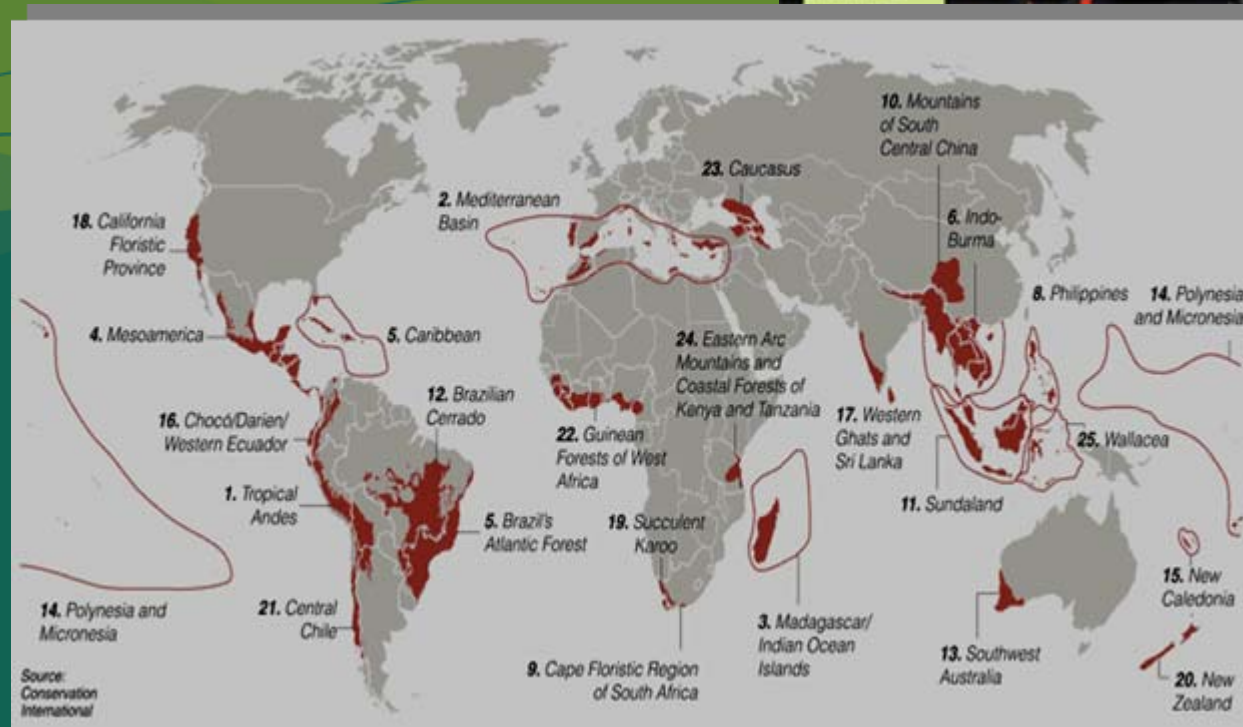 10. Mountains
of South
Central China
23. Caucasus
2. Mediterranean
Basin
6. Indo-
Burma
18. California
Floristic
Province
8. Philippines
14. Polynesia
and Micronesia
4. Mesoamerica
5. Caribbean
24. Eastern Arc
Mountains and
Coastal Forests of
Kenya and Tanzania
12. Brazilian
Cerrado
16. Chocó/Darien/
Western Ecuador
22. Guinean
Forests of West
Africa
17. Western
Ghats and
Sri Lanka
25. Wallacea
1. Tropical
Andes
11. Sundaland
5. Brazil's
Atlantic Forest
19. Succulent
Karoo
14. Polynesia and
Micronesia
21. Central
Chile
3. Madagascar/
Indian Ocean
Islands
15. New
Caledonia
13. Southwest
Australia
9. Cape Floristic Region
of South Africa
20. New
Zealand
Source:
Conservation
International